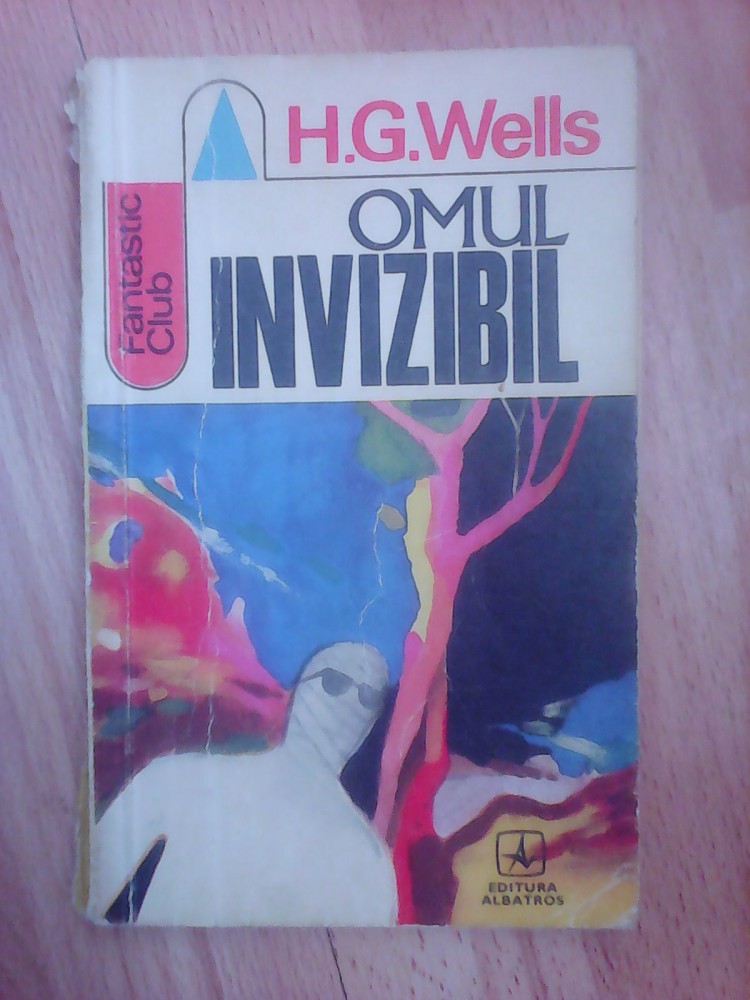 H.G.Wells
OMUL
INVIZIBIL
Fantastic
Club
EDITURA
ALBATROS